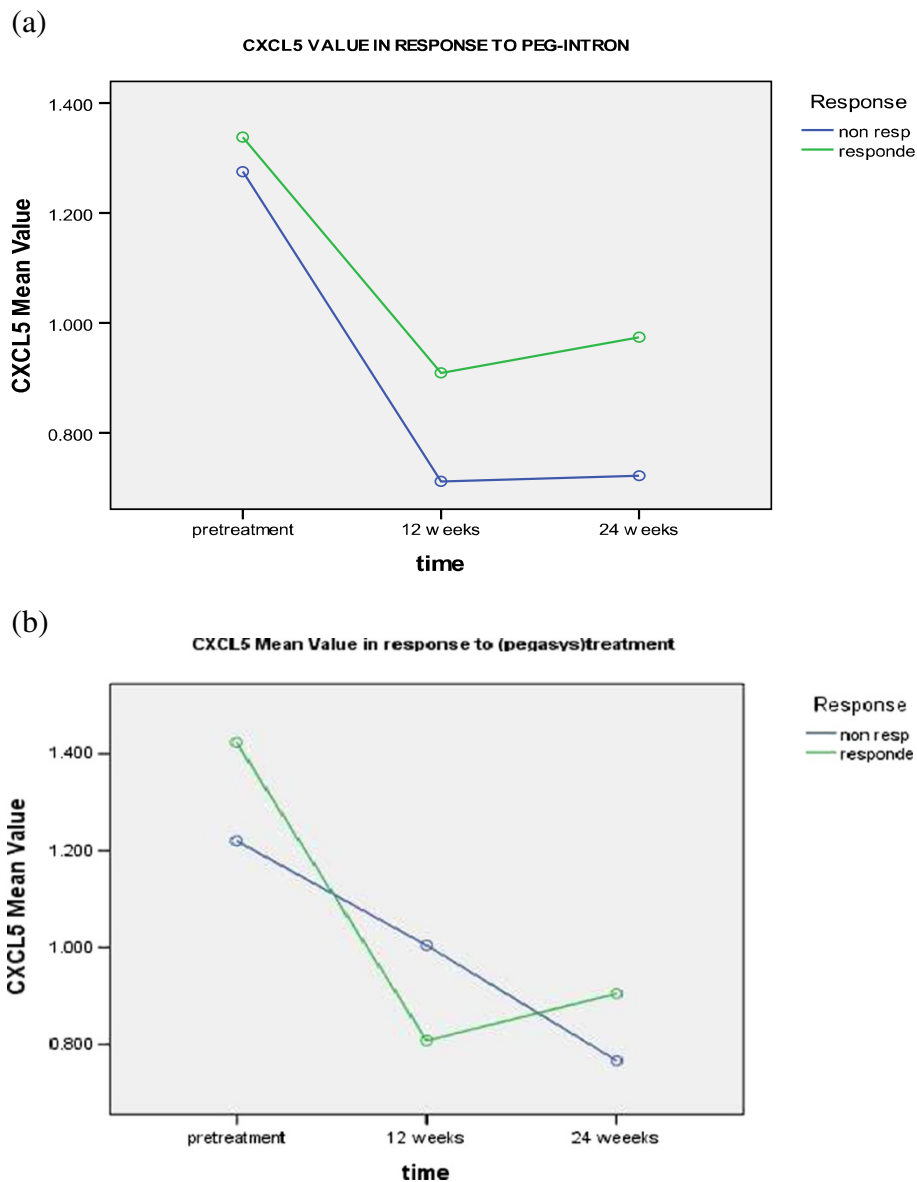 (a)
CXCL5 VALUE IN RESPONSE TO PEG-INTRON
1.400
1.200
1.000
0.800
CXCL5 Mean Value
pretreatment
12 weeks
24 weeks
time
Response
non resp
responde
(b)
CXCL5 Mean Value in response to (pegasys)treatment
1.400
1.200
1.000
0.800
CXCL5 Mean Value
pretreatment
12 weeks
24 weeeks
time
Response
non resp
responde